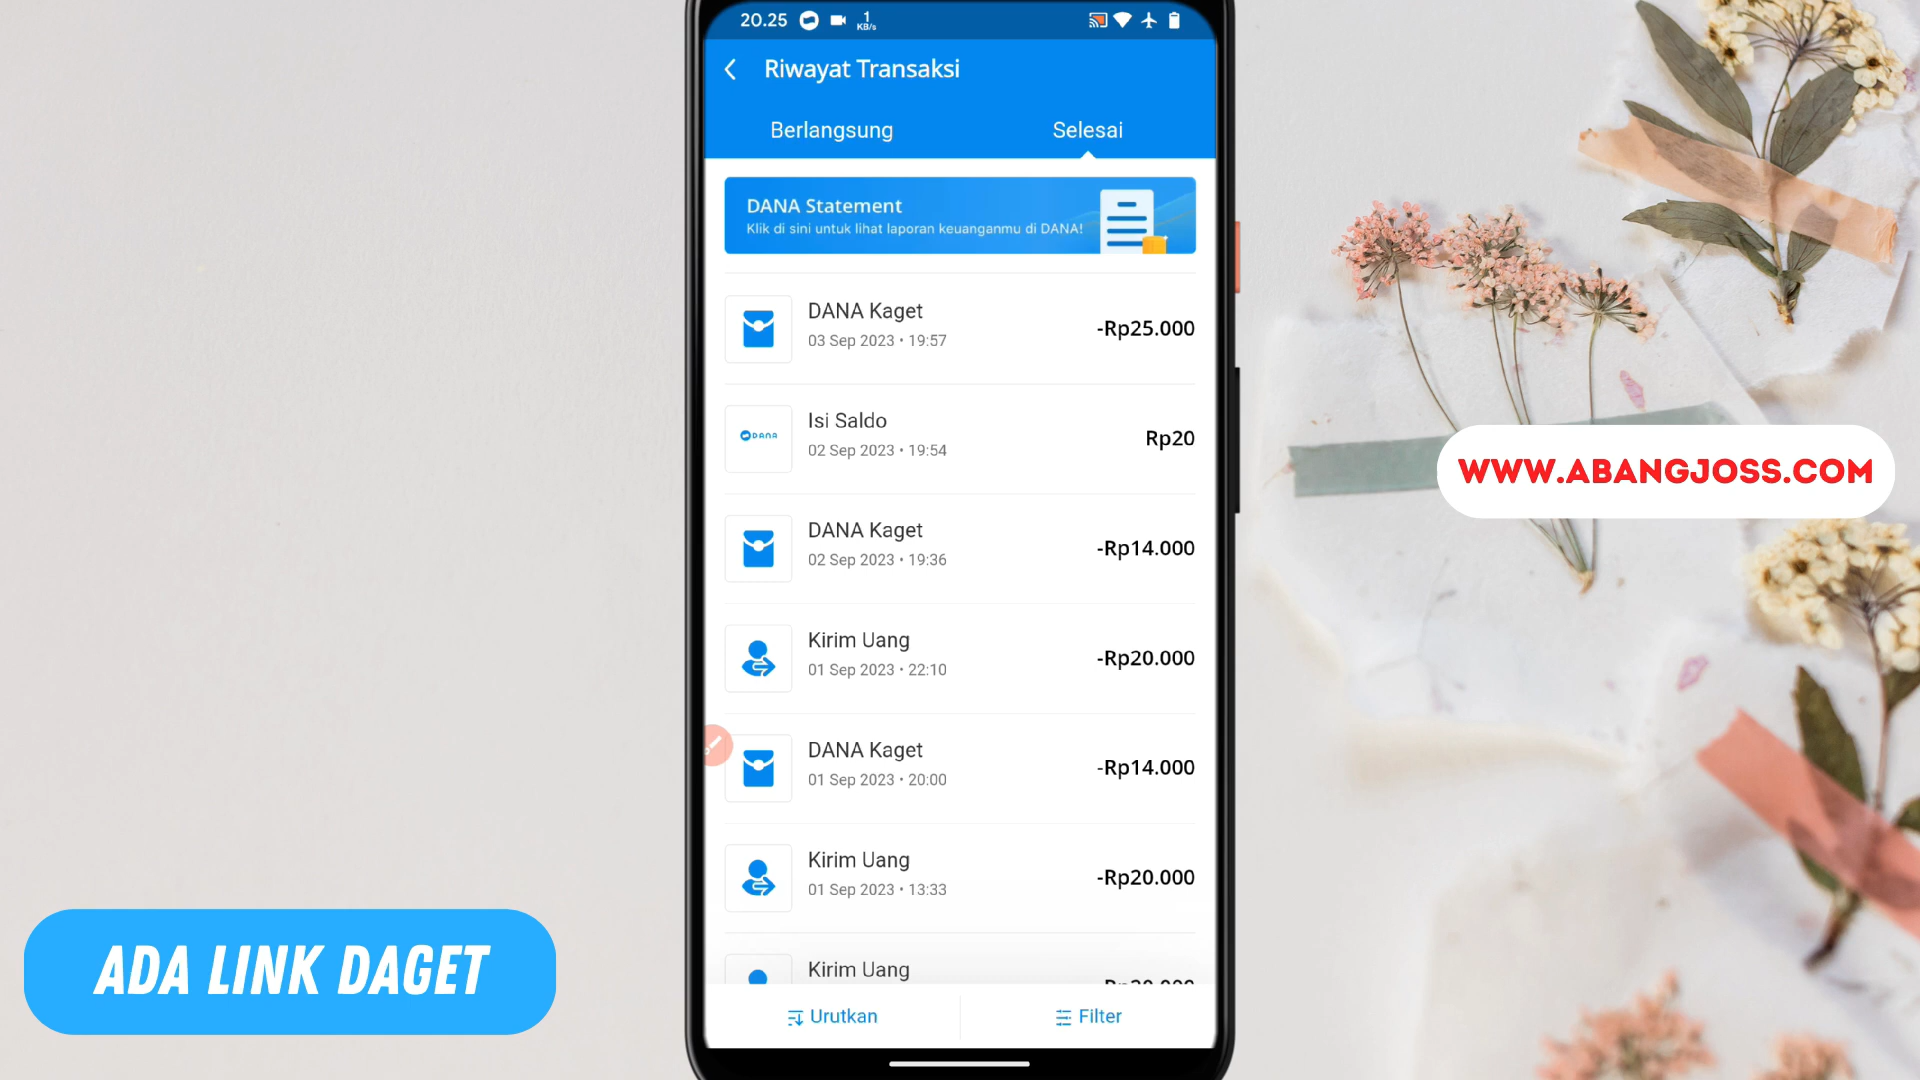 20.25
1
KB/s
Riwayat Transaksi
Berlangsung
Selesai
DANA Statement
Klik di sini untuk lihat laporan keuanganmu di DANA!
DANA Kaget
03 Sep 2023 • 19:57
-Rp25.000
DANA
Isi Saldo
02 Sep 2023 • 19:54
Rp20
DANA Kaget
02 Sep 2023 • 19:36
-Rp14.000
Kirim Uang
01 Sep 2023 • 22:10
-Rp20.000
DANA Kaget
01 Sep 2023 • 20:00
-Rp14.000
Kirim Uang
01 Sep 2023 • 13:33
-Rp20.000
Kirim Uang
Urutkan
Filter
WWW.ABANGJOSS.COM
ADA LINK DAGET